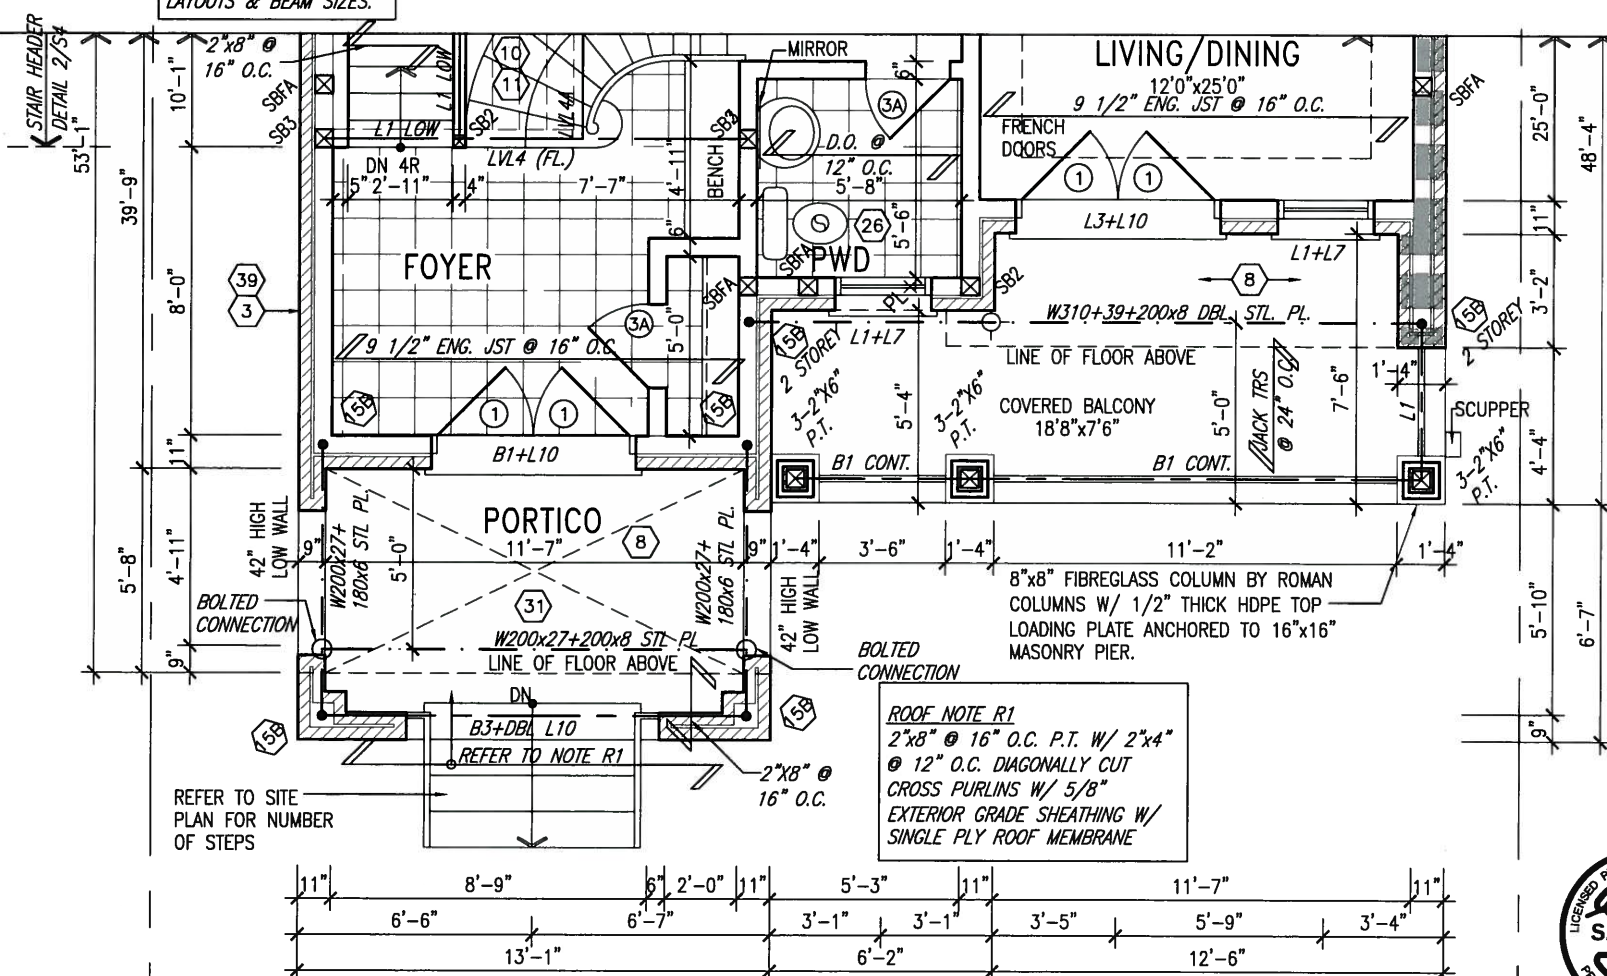 LAYOUTS & BEAM SIZES.
STAIR HEADER
DETAIL 2/S4
2"x8" @
16" O.C.
10'-1"
53'-1"
39'-9"
SBFA
SB3
L1 LOW
L1 LOW
DN 4R
5"
2'-11"
4"
10
11
SB2
LVL4
LVL4 (FL.)
7'-7"
4'-11"
6"
BENCH
MIRROR
SB3
D.O. @
12" O.C.
5'-8"
3A
6"
5'-6"
26
PWD
SBFA
SBFA
PL
SB2
LIVING/DINING
12'0"x25'0"
9 1/2" ENG. JST @ 16" O.C.
FRENCH
DOORS
1
1
L3+L10
L1+L7
SBFA
25'-0"
48'-4"
11"
3'-2"
8
FOYER
39
3
8'-0"
9 1/2" ENG. JST @ 16" O.C.
3A
5'-0"
15B
1
1
15B
B1+L10
11"
15B
2 STOREY
L1+L7
W310+39+200x8 DBL. STL. PL.
LINE OF FLOOR ABOVE
15B
2 STOREY
3-2"X6"
P.T.
5'-4"
3-2"X6"
P.T.
COVERED BALCONY
18'8"x7'6"
5'-0"
JACK TRS
@ 24" O.C.
7'-6"
1'-4"
L1
SCUPPER
4'-4"
3-2"X6"
P.T.
B1 CONT.
B1 CONT.
42" HIGH
LOW WALL
9"
W200x27+
180x6 STL PL.
5'-0"
PORTICO
11'-7"
8
31
W200x27+
180x6 STL PL.
9"
42" HIGH
LOW WALL
1'-4"
3'-6"
1'-4"
11'-2"
1'-4"
5'-8"
4'-11"
9"
BOLTED
CONNECTION
W200x27+200x8 STL PL
LINE OF FLOOR ABOVE
BOLTED
CONNECTION
8"x8" FIBREGLASS COLUMN BY ROMAN
COLUMNS W/ 1/2" THICK HDPE TOP
LOADING PLATE ANCHORED TO 16"x16"
MASONRY PIER.
5'-10"
6'-7"
9"
DN
15B
B3+DBL L10
15B
REFER TO NOTE R1
2"X8" @
16" O.C.
REFER TO SITE
PLAN FOR NUMBER
OF STEPS
ROOF NOTE R1
2"x8" @ 16" O.C. P.T. W/ 2"x4"
@ 12" O.C. DIAGONALLY CUT
CROSS PURLINS W/ 5/8"
EXTERIOR GRADE SHEATHING W/
SINGLE PLY ROOF MEMBRANE
11"
8'-9"
6"
2'-0"
11"
5'-3"
11"
11'-7"
11"
6'-6"
6'-7"
3'-1"
3'-1"
3'-5"
5'-9"
3'-4"
13'-1"
6'-2"
12'-6"
LICENSED